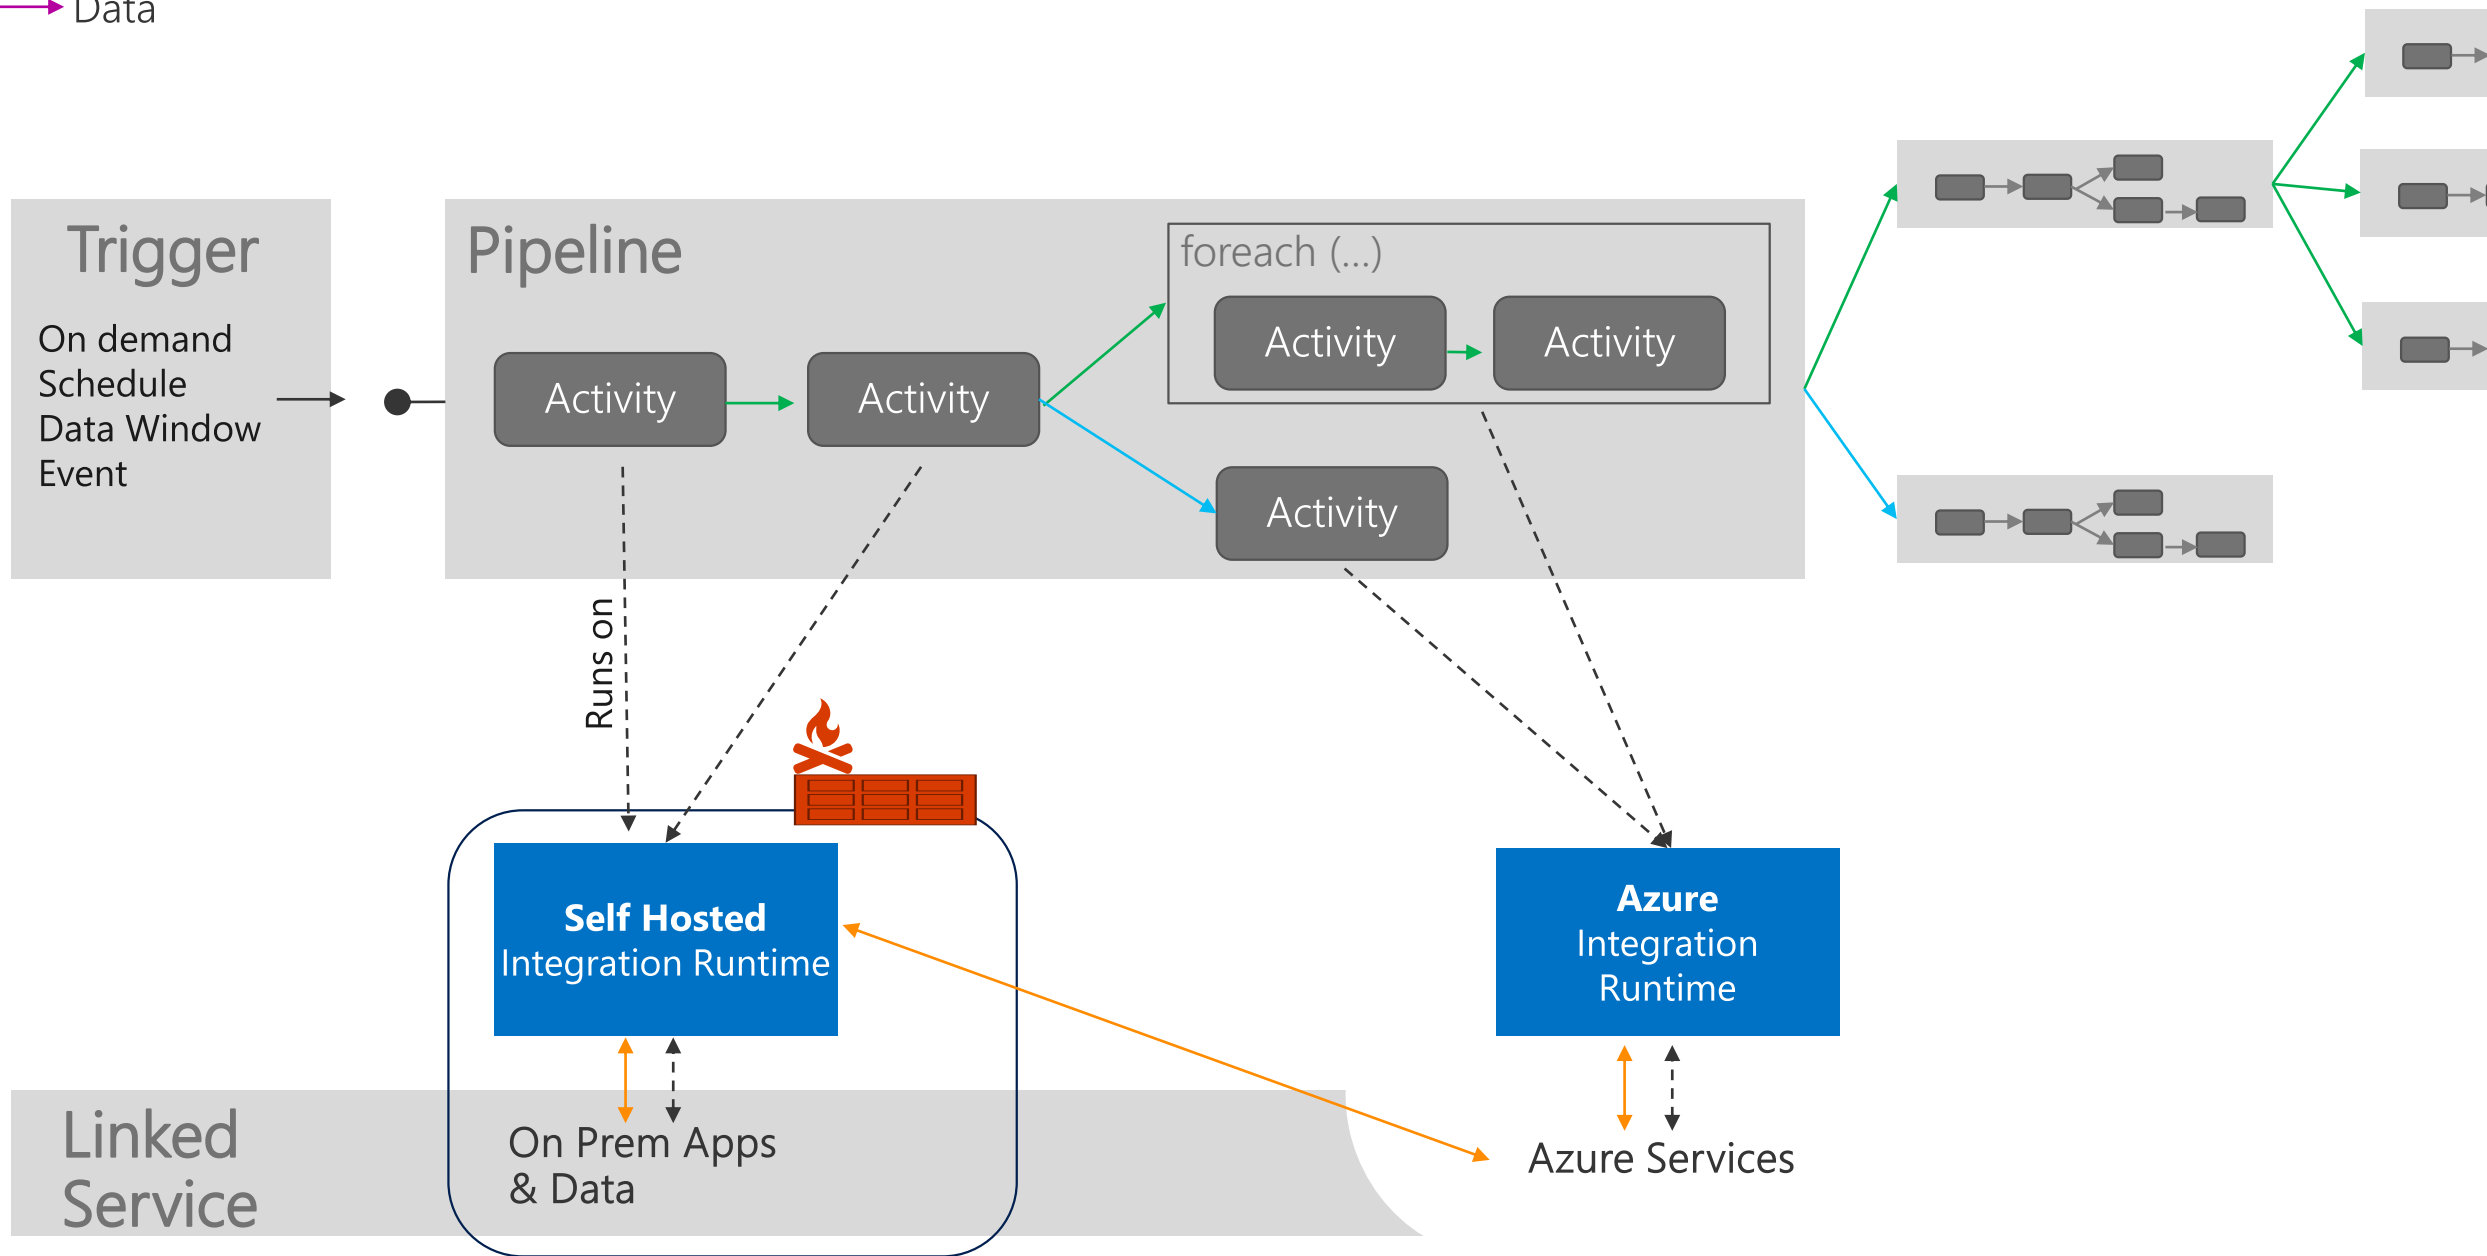 Data
Trigger
On demand
Schedule
Data Window
Event
Pipeline
Activity
Activity
foreach (...)
Activity
Activity
Activity
Runs on
Self Hosted
Integration Runtime
Azure
Integration
Runtime
Linked
Service
On Prem Apps
& Data
Azure Services